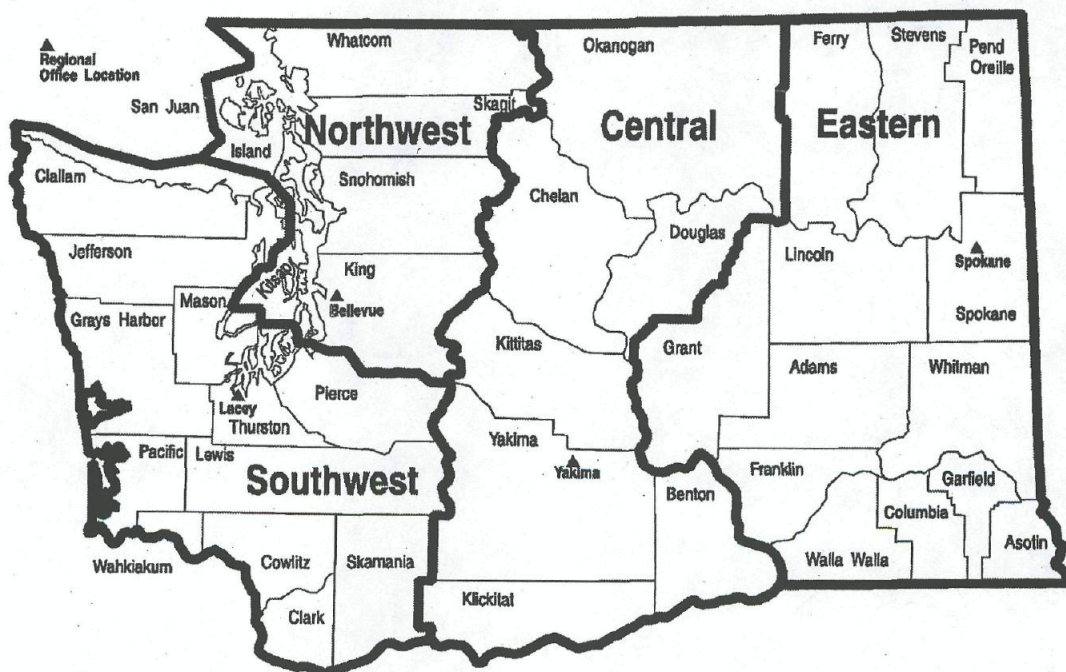 Whatcom
Okanogan
Ferry
Stevens
Pend
Oreille
Regional
Office Location
San Juan
Skagit
Northwest
Central
Eastern
Island
Clallam
Snohomish
Chelan
Douglas
Jefferson
King
Lincoln
Spokane
Kitsap
Mason
Bellevue
Grays Harbor
Spokane
Kittitas
Grant
Adams
Whitman
Pierce
Lacey
Thurston
Yakima
Pacific
Lewis
Yakima
Franklin
Southwest
Benton
Garfield
Columbia
Asotin
Wahkiakum
Cowlitz
Skamania
Walla Walla
Klickitat
Clark